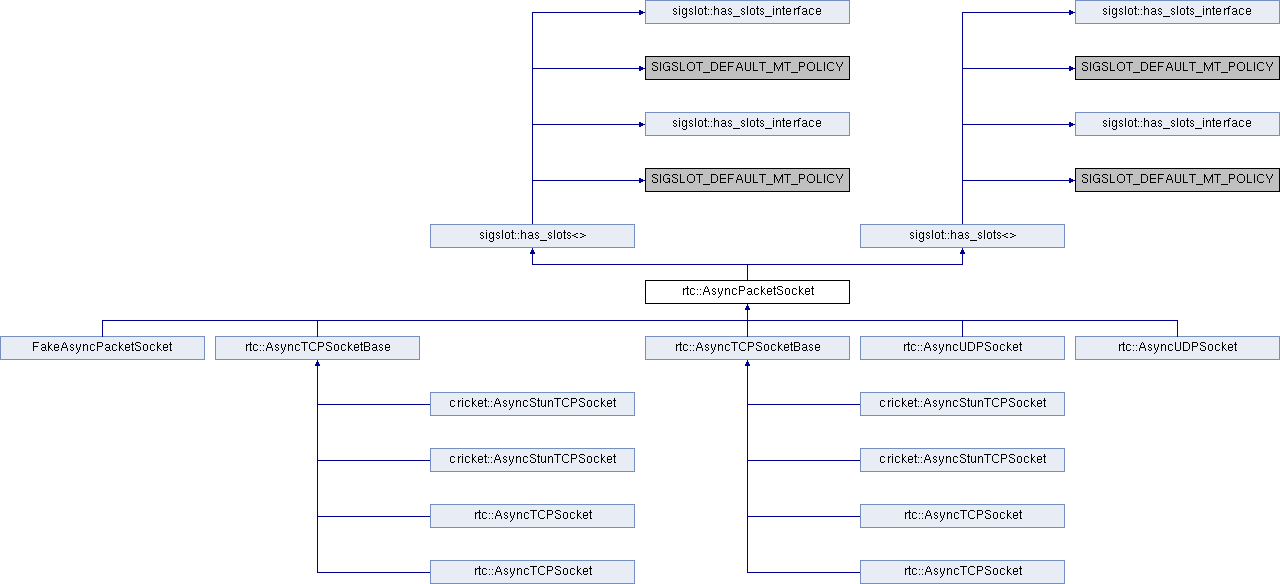 sigslot::has_slots_interface
sigslot::has_slots_interface
SIGSLOT_DEFAULT_MT_POLICY
SIGSLOT_DEFAULT_MT_POLICY
sigslot::has_slots_interface
sigslot::has_slots_interface
SIGSLOT_DEFAULT_MT_POLICY
SIGSLOT_DEFAULT_MT_POLICY
sigslot::has_slots<>
sigslot::has_slots<>
rtc::AsyncPacketSocket
FakeAsyncPacketSocket
rtc::AsyncTCPSocketBase
rtc::AsyncTCPSocketBase
rtc::AsyncUDPSocket
rtc::AsyncUDPSocket
cricket::AsyncStunTCPSocket
cricket::AsyncStunTCPSocket
cricket::AsyncStunTCPSocket
cricket::AsyncStunTCPSocket
rtc::AsyncTCPSocket
rtc::AsyncTCPSocket
rtc::AsyncTCPSocket
rtc::AsyncTCPSocket